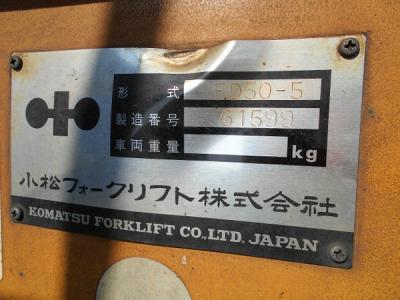 形式 FD50-5
製造番号 61599
車両重量 kg
小松フォークリフト株式会社
KOMATSU FORKLIFT CO.,LTD. JAPAN